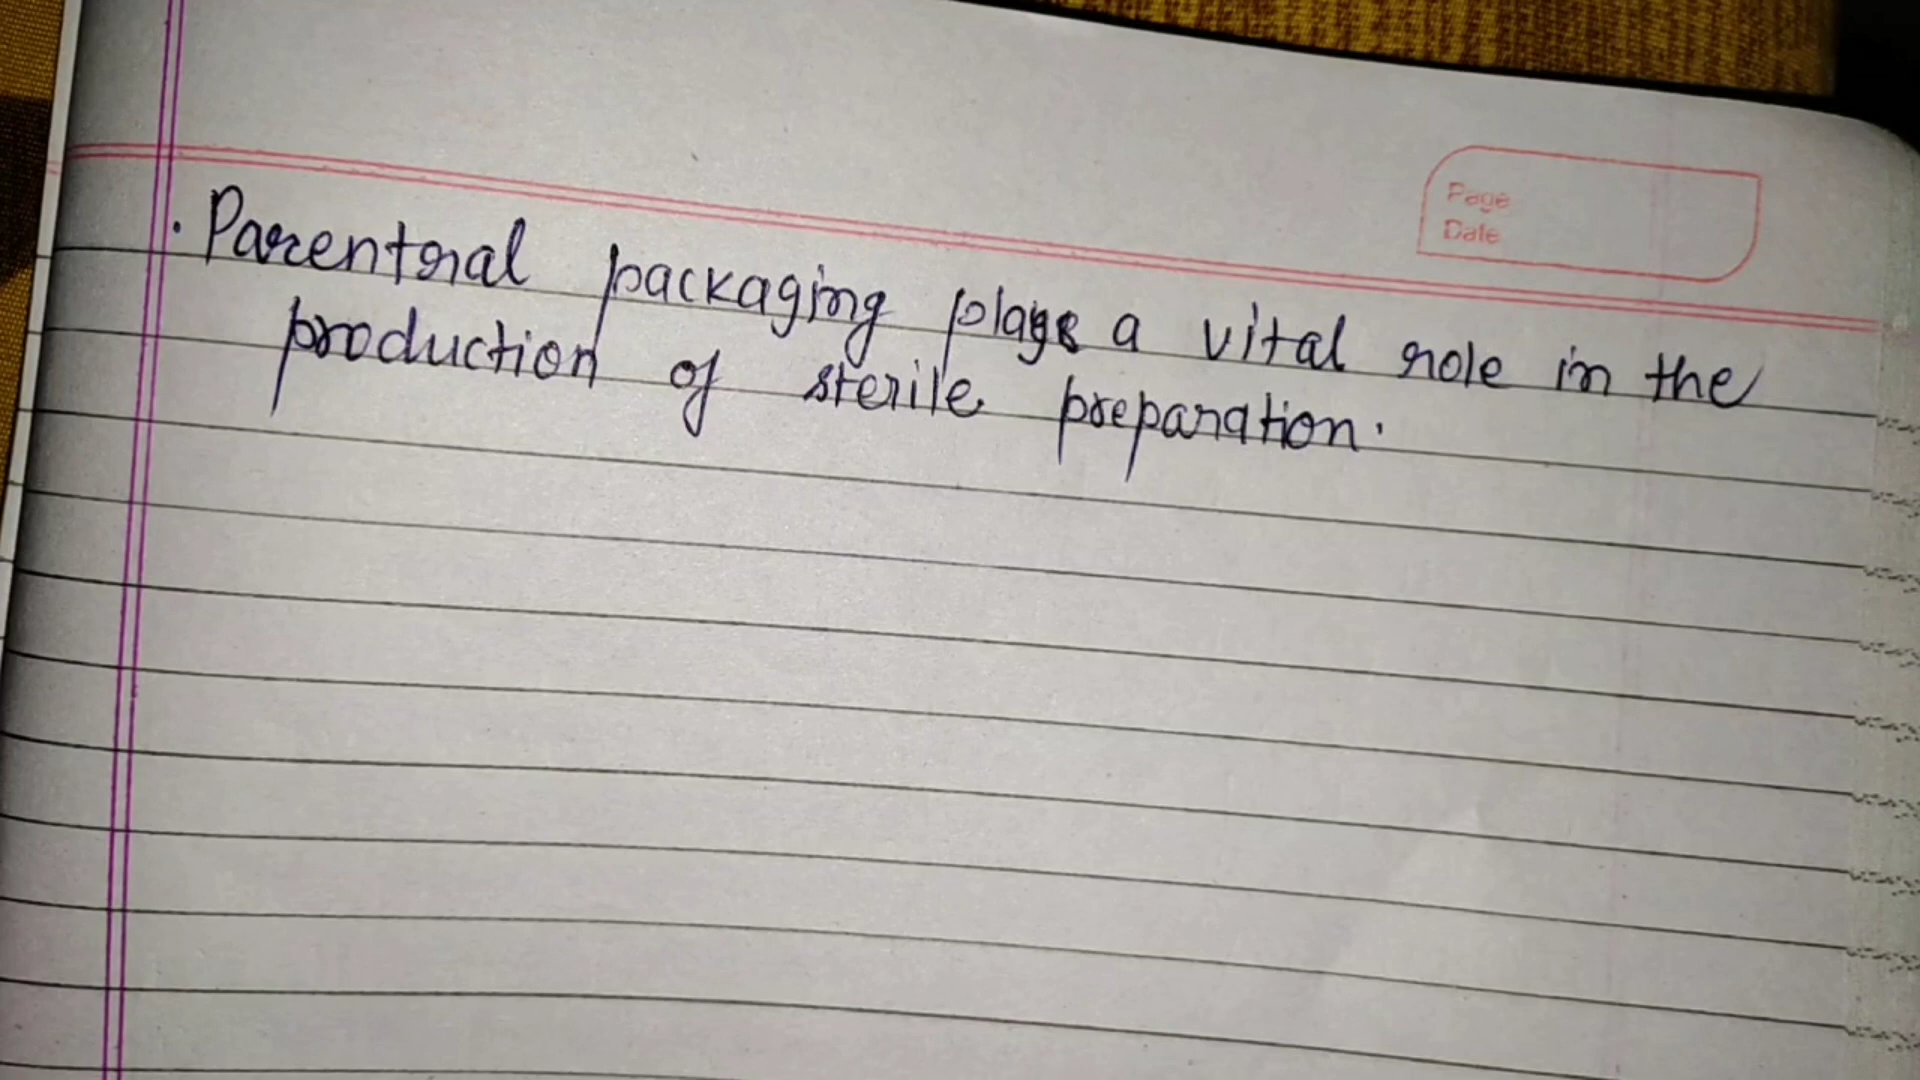 Page
Date
. Parentral packaging plays a vital role in the
production of sterile preparation.